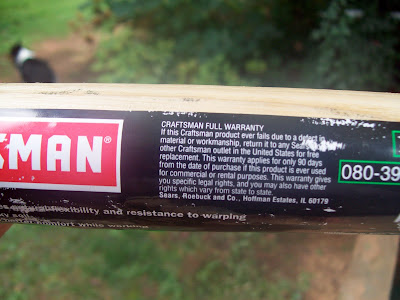 KMAN®
CRAFTSMAN FULL WARRANTY
If this Craftsman product ever fails due to a defect in
material or workmanship, return it to any Sears
other Craftsman outlet in the United States for free
replacement. This warranty applies for only 90 days
from the date of purchase if this product is ever used
for commercial or rental purposes. This warranty gives
you specific legal rights, and you may also have other
rights which vary from state to state.
Sears, Roebuck and Co., Hoffman Estates, IL 60179
080-39
flexibility and resistance to warping
comfort while working